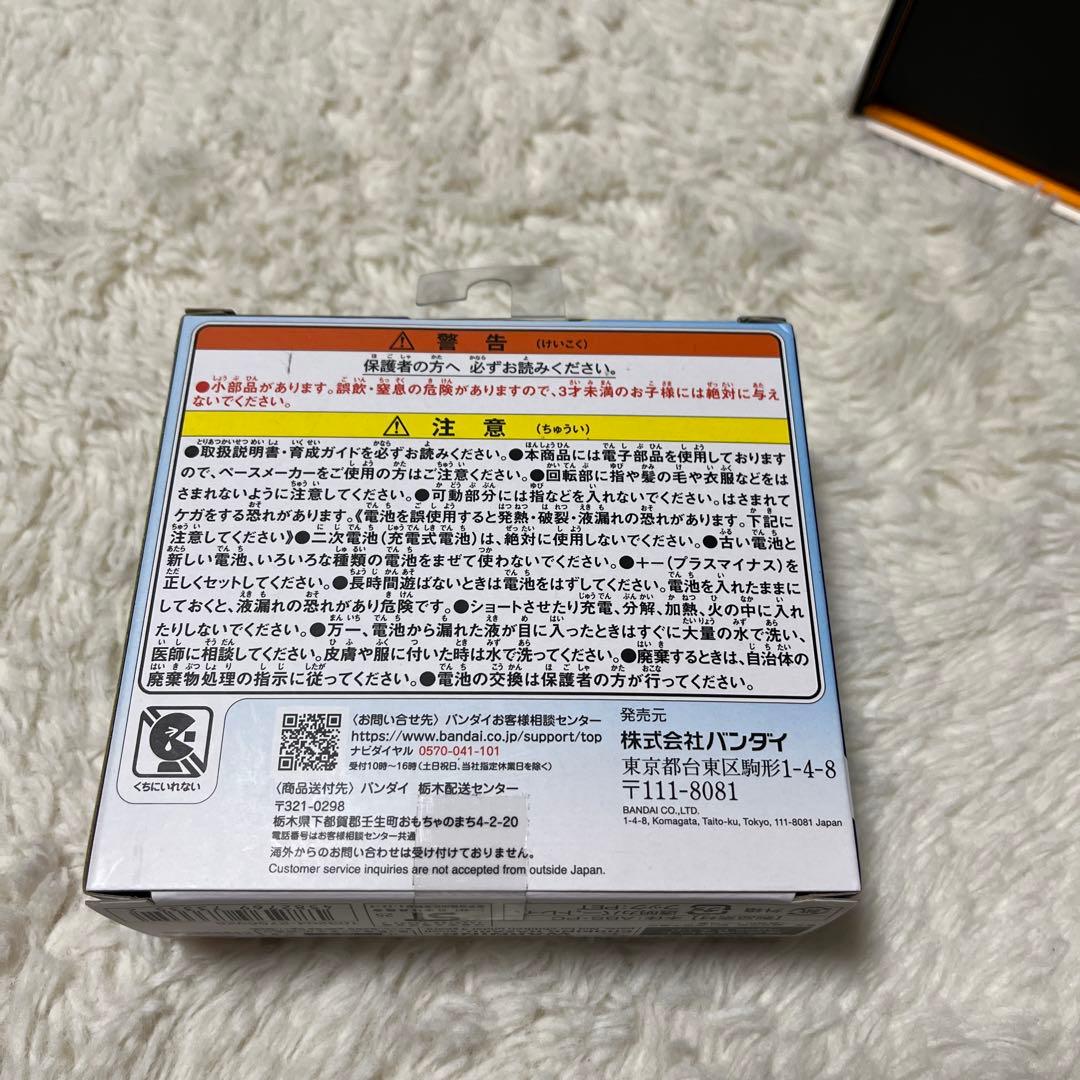 ⚠ 警告 (けいこく)
保護者の方へ 必ずお読みください。
●小部品があります。誤飲・窒息の危険がありますので、3才未満のお子様には絶対に与え
ないでください。
⚠ 注意 (ちゅうい)
●取扱説明書・育成ガイドを必ずお読みください。●本商品には電子部品を使用しております
ので、ペースメーカーをご使用の方はご注意ください。●回転部に指や髪の毛や衣服などをは
さまれないように注意してください。●可動部分には指などを入れないでください。はさまれて
ケガをする恐れがあります。《電池を誤使用すると発熱・破裂・液漏れの恐れがあります。下記に
注意してください》●二次電池(充電式電池)は、絶対に使用しないでください。●古い電池と
新しい電池、いろいろな種類の電池をまぜて使わないでください。●+−(プラスマイナス)を
正しくセットしてください。●長時間遊ばないときは電池をはずしてください。電池を入れたままに
しておくと、液漏れの恐れがあり危険です。●ショートさせたり充電、分解、加熱、火の中に入れ
たりしないでください。●万一、電池から漏れた液が目に入ったときはすぐに大量の水で洗い、
医師に相談してください。皮膚や服に付いた時は水で洗ってください。●廃棄するときは、自治体の
廃棄物処理の指示に従ってください。●電池の交換は保護者の方が行ってください。
くちにいれない
〈お問い合せ先〉バンダイお客様相談センター
https://www.bandai.co.jp/support/top
ナビダイヤル 0570-041-101
受付10時〜16時(土日祝日、当社指定休業日を除く)
〈商品送付先〉バンダイ 栃木配送センター
〒321-0298
栃木県下都賀郡壬生町おもちゃのまち4-2-20
電話番号はお客様相談センター共通
海外からのお問い合わせは受け付けておりません。
Customer service inquiries are not accepted from outside Japan.
発売元
株式会社バンダイ
東京都台東区駒形1-4-8
〒111-8081
BANDAI CO.,LTD.
1-4-8, Komagata, Taito-ku, Tokyo, 111-8081 Japan